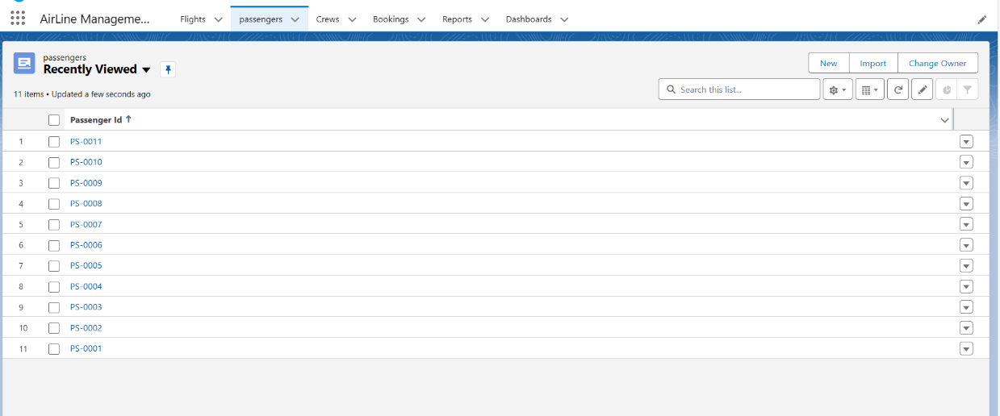 AirLine Manageme... Flights passengers Crews Bookings Reports Dashboards
passengers
Recently Viewed
New Import Change Owner
11 items • Updated a few seconds ago
Search this list...
Passenger Id
1 PS-0011
2 PS-0010
3 PS-0009
4 PS-0008
5 PS-0007
6 PS-0006
7 PS-0005
8 PS-0004
9 PS-0003
10 PS-0002
11 PS-0001